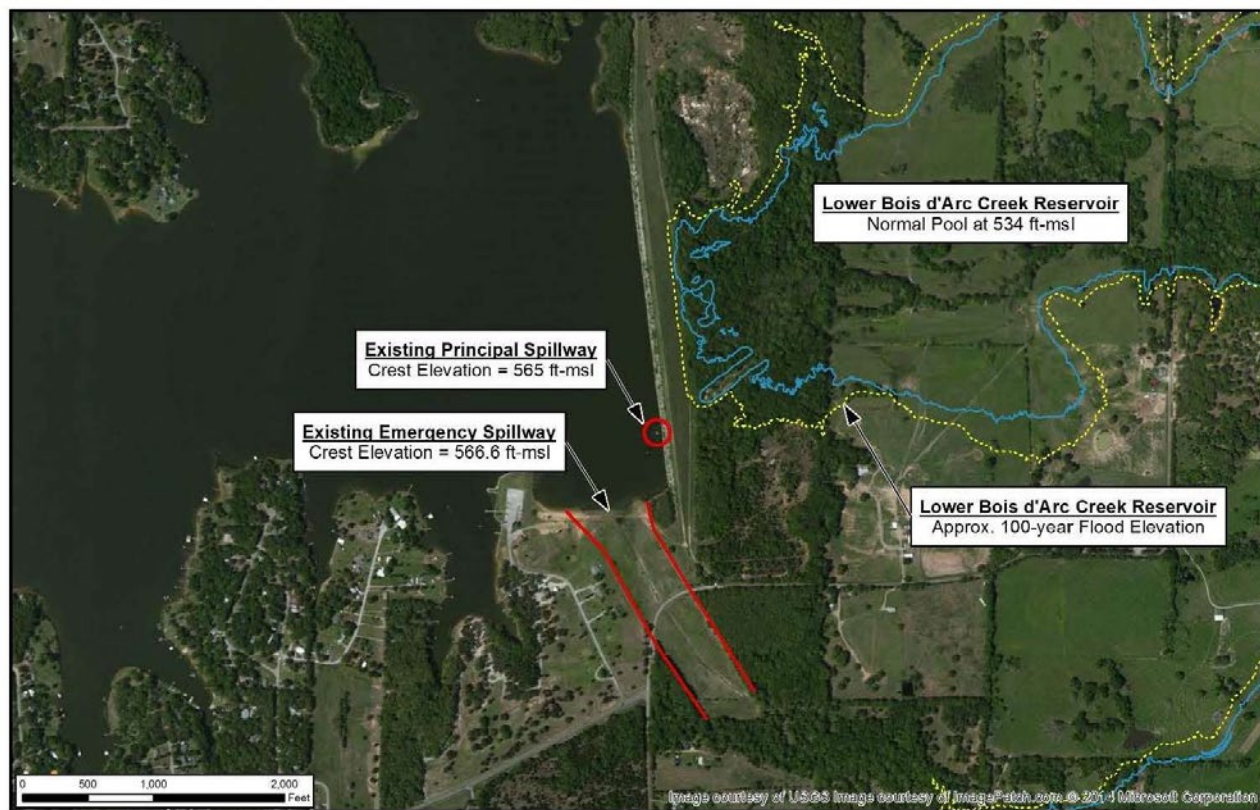 Lower Bois d'Arc Creek Reservoir
Normal Pool at 534 ft-msl
Existing Principal Spillway
Crest Elevation = 565 ft-msl
Existing Emergency Spillway
Crest Elevation = 566.6 ft-msl
Lower Bois d'Arc Creek Reservoir
Approx. 100-year Flood Elevation
0 500 1,000 2,000
Feet
Image courtesy of USGS Image courtesy of ImagePatch.com © 2014 Microsoft Corporation